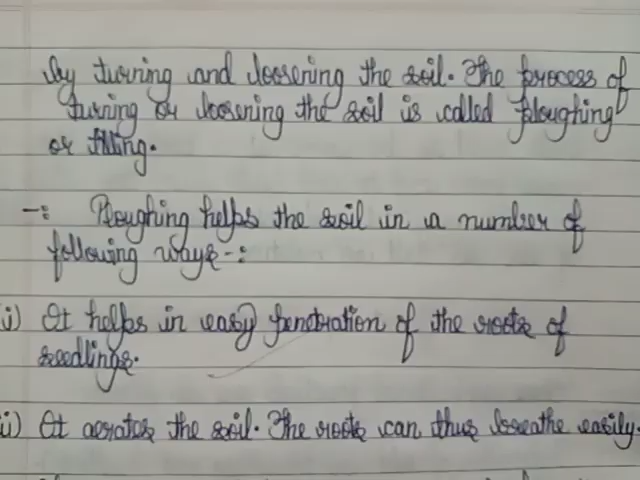 by turning and loosening the soil. The process of
turning or loosening the soil is called ploughing
or tilling.
-: Ploughing helps the soil in a number of
following ways-:
i) It helps in easy penetration of the roots of
seedlings.
ii) It aerates the soil. The roots can thus breathe easily.